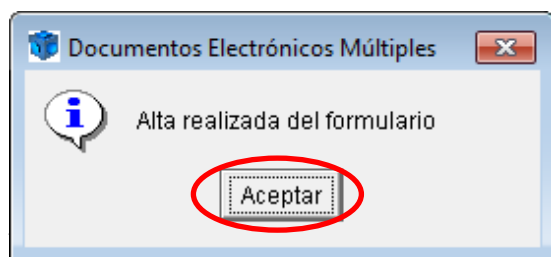 Documentos Electrónicos Múltiples
Alta realizada del formulario
Aceptar